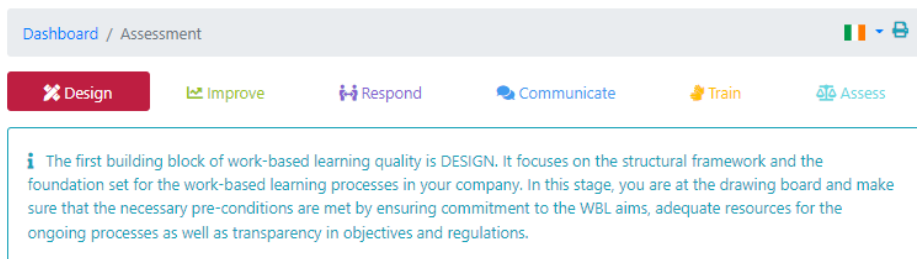 Dashboard / Assessment
Design Improve Respond Communicate Train Assess
The first building block of work-based learning quality is DESIGN. It focuses on the structural framework and the
foundation set for the work-based learning processes in your company. In this stage, you are at the drawing board and make
sure that the necessary pre-conditions are met by ensuring commitment to the WBL aims, adequate resources for the
ongoing processes as well as transparency in objectives and regulations.